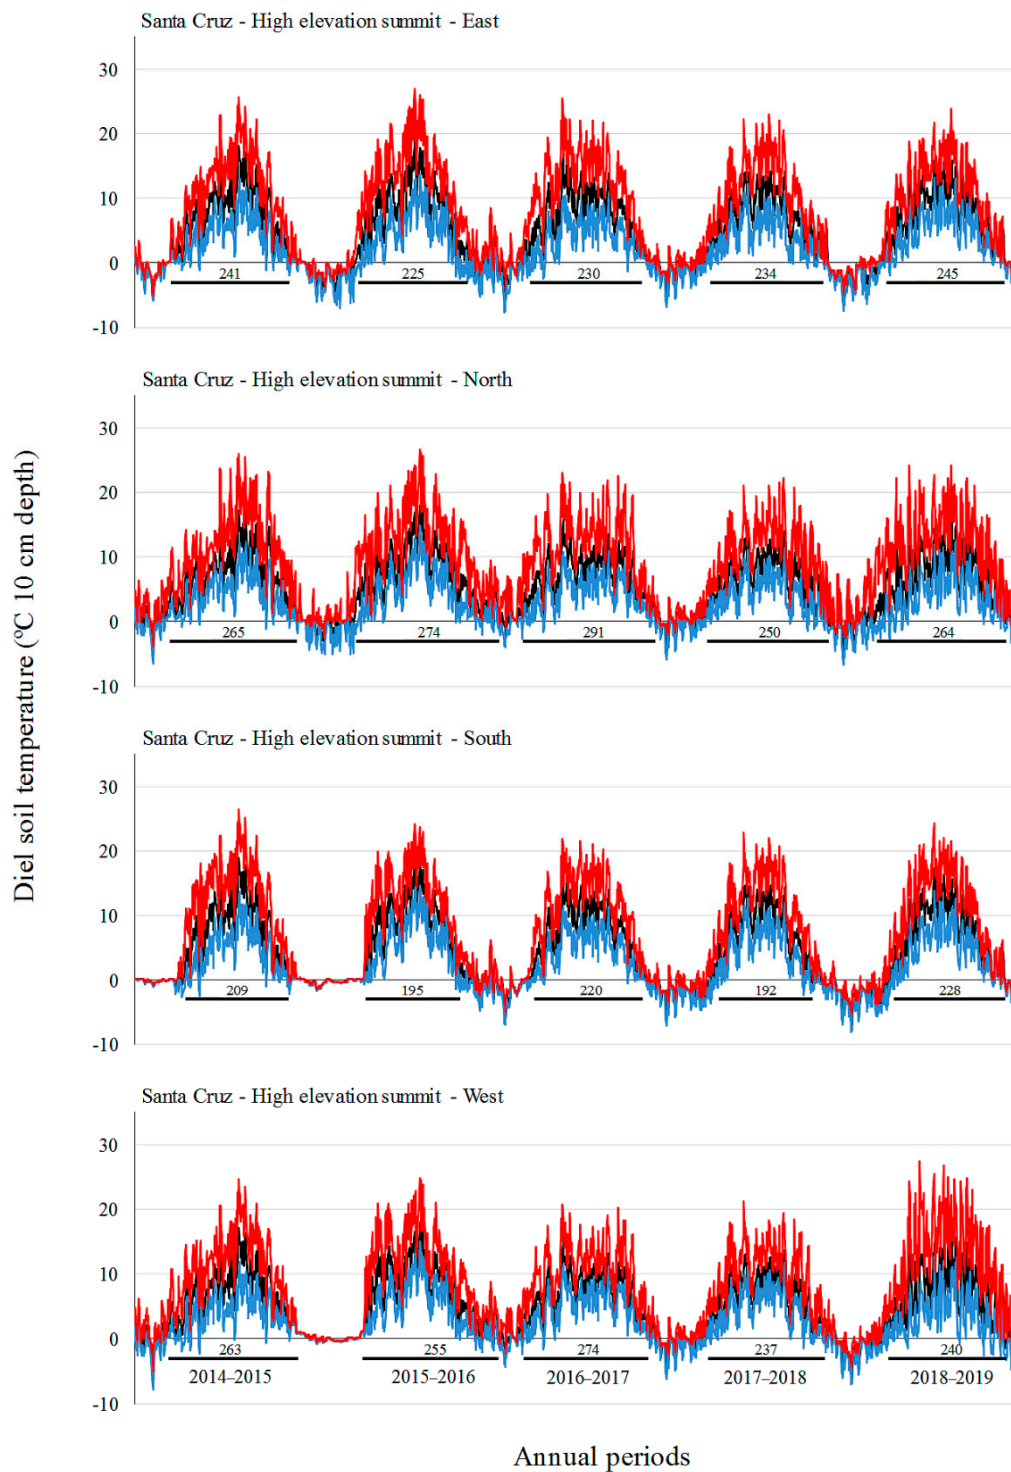 Santa Cruz - High elevation summit - East
30
20
10
0
-10
241 225 230 234 245
Santa Cruz - High elevation summit - North
30
20
10
0
-10
265 274 291 250 264
Santa Cruz - High elevation summit - South
30
20
10
0
-10
209 195 220 192 228
Santa Cruz - High elevation summit - West
30
20
10
0
-10
263 255 274 237 240
2014–2015 2015–2016 2016–2017 2017–2018 2018–2019
Diel soil temperature (ºC 10 cm depth)
Annual periods